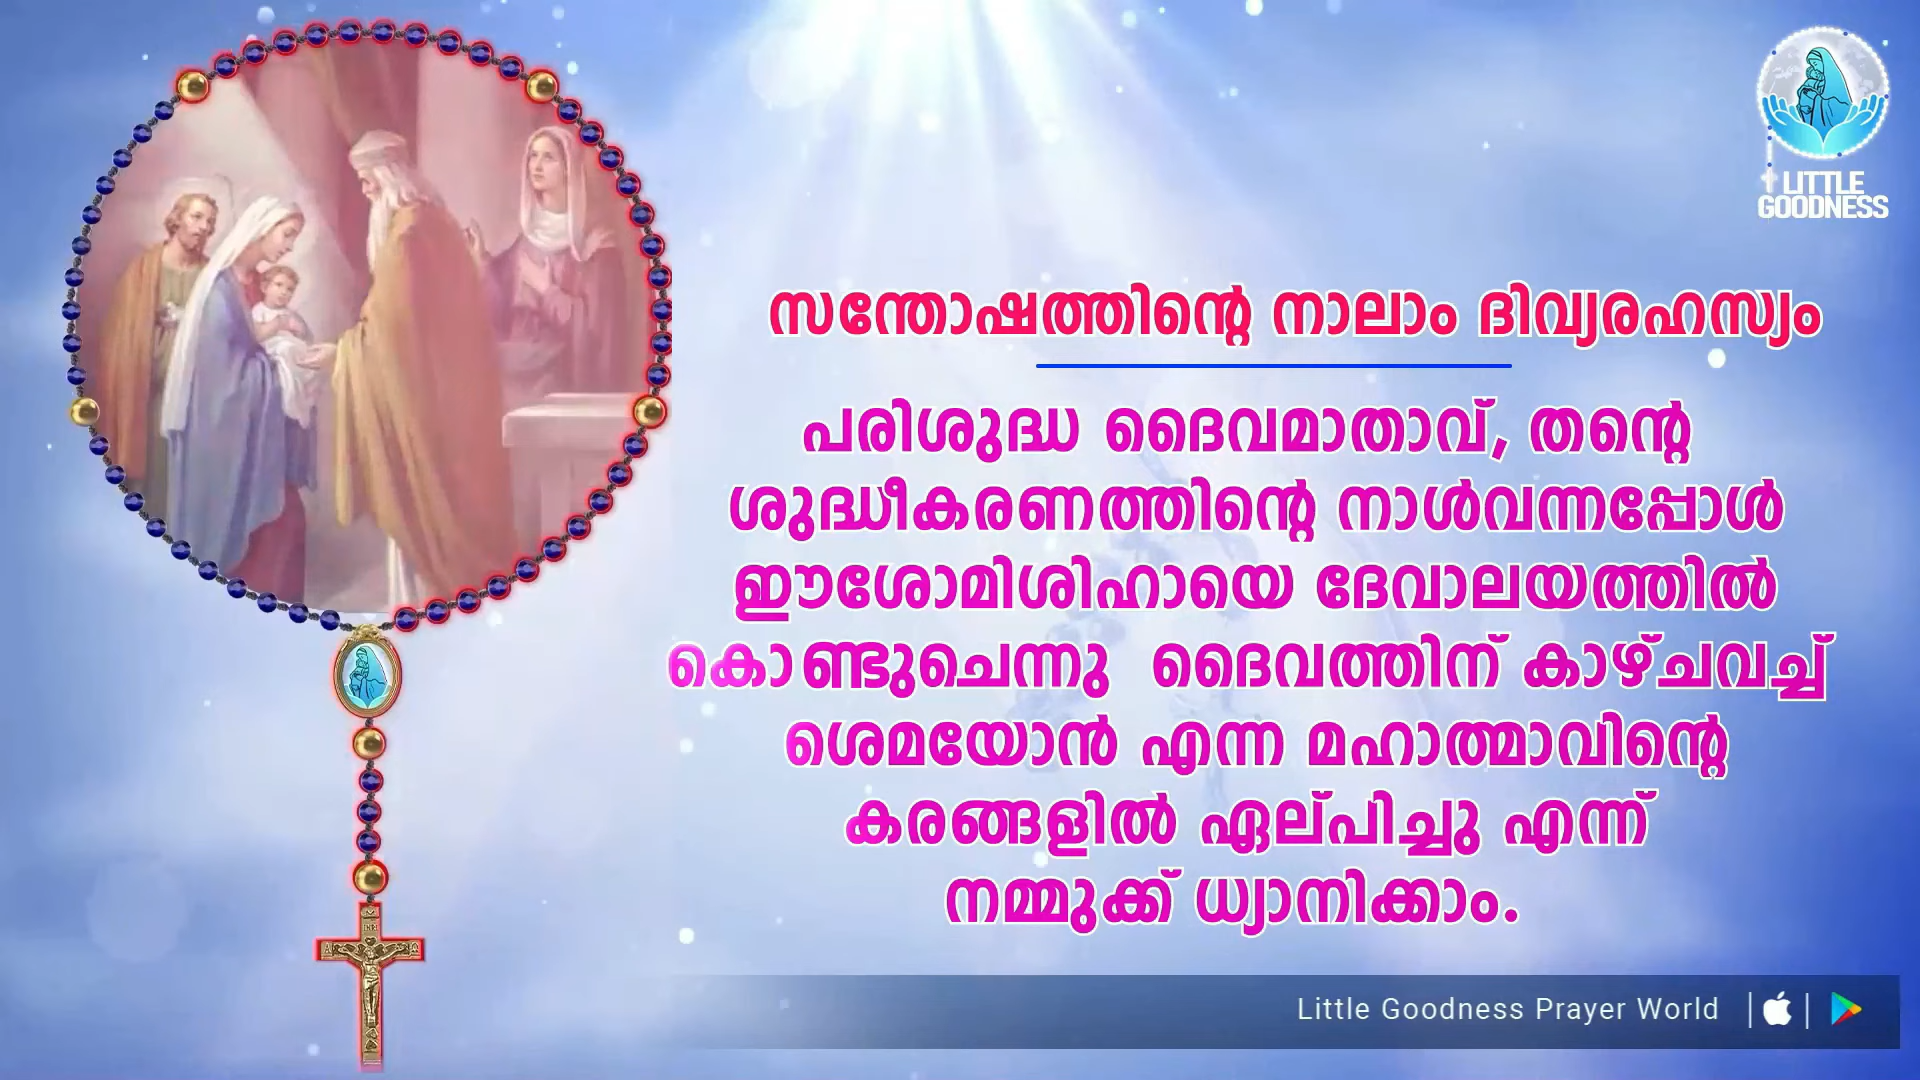 LITTLE
GOODNESS
സന്തോഷത്തിന്റെ നാലാം ദിവ്യരഹസ്യം
പരിശുദ്ധ ദൈവമാതാവ്, തന്റെ
ശുദ്ധീകരണത്തിന്റെ നാൾവന്നപ്പോൾ
ഈശോമിശിഹായെ ദേവാലയത്തിൽ
കൊണ്ടുചെന്നു ദൈവത്തിന് കാഴ്ചവച്ച്
ശെമയോൻ എന്ന മഹാത്മാവിന്റെ
കരങ്ങളിൽ ഏല്പിച്ചു എന്ന്
നമ്മുക്ക് ധ്യാനിക്കാം.
Little Goodness Prayer World
INRI